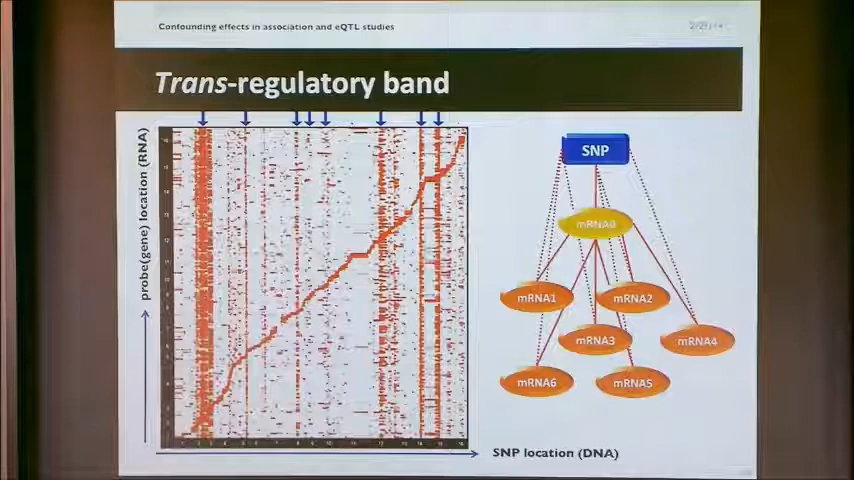 Confounding effects in association and eQTL studies
Trans-regulatory band
probe(gene) location (RNA)
SNP
mRNA0
mRNA1
mRNA2
mRNA3
mRNA4
mRNA6
mRNA5
SNP location (DNA)